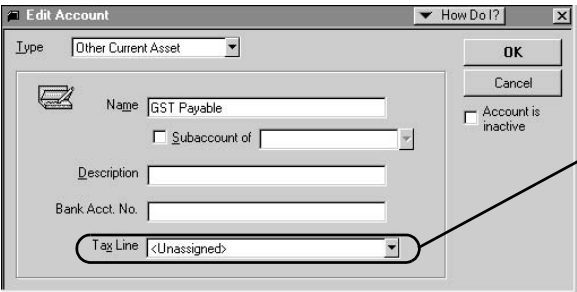 Edit Account
How Do I?
Type Other Current Asset
OK
Cancel
Account is
inactive
Name GST Payable
Subaccount of
Description
Bank Acct. No.
Tax Line <Unassigned>